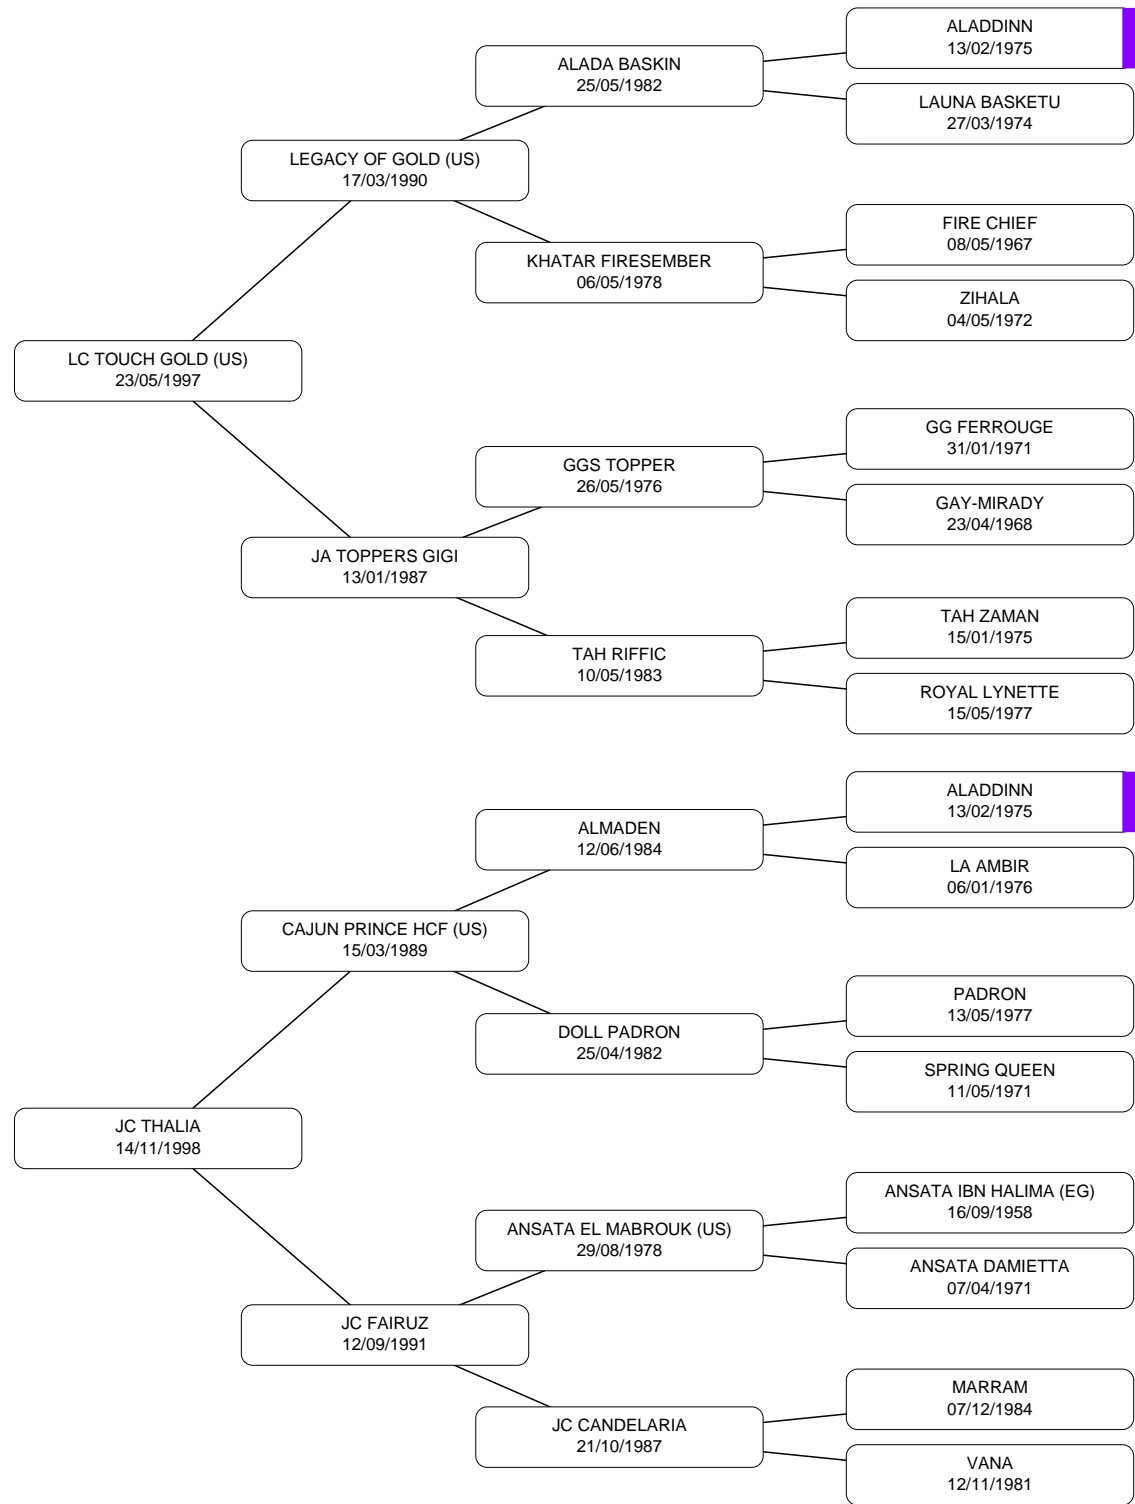 ALADDINN
13/02/1975
ALADA BASKIN
25/05/1982
LAUNA BASKETU
27/03/1974
LEGACY OF GOLD (US)
17/03/1990
FIRE CHIEF
08/05/1967
KHATAR FIRESEMBER
06/05/1978
ZIHALA
04/05/1972
LC TOUCH GOLD (US)
23/05/1997
GG FERROUGE
31/01/1971
GGS TOPPER
26/05/1976
GAY-MIRADY
23/04/1968
JA TOPPERS GIGI
13/01/1987
TAH ZAMAN
15/01/1975
TAH RIFFIC
10/05/1983
ROYAL LYNETTE
15/05/1977
ALADDINN
13/02/1975
ALMADEN
12/06/1984
LA AMBIR
06/01/1976
CAJUN PRINCE HCF (US)
15/03/1989
PADRON
13/05/1977
DOLL PADRON
25/04/1982
SPRING QUEEN
11/05/1971
JC THALIA
14/11/1998
ANSATA IBN HALIMA (EG)
16/09/1958
ANSATA EL MABROUK (US)
29/08/1978
ANSATA DAMIETTA
07/04/1971
JC FAIRUZ
12/09/1991
MARRAM
07/12/1984
JC CANDELARIA
21/10/1987
VANA
12/11/1981